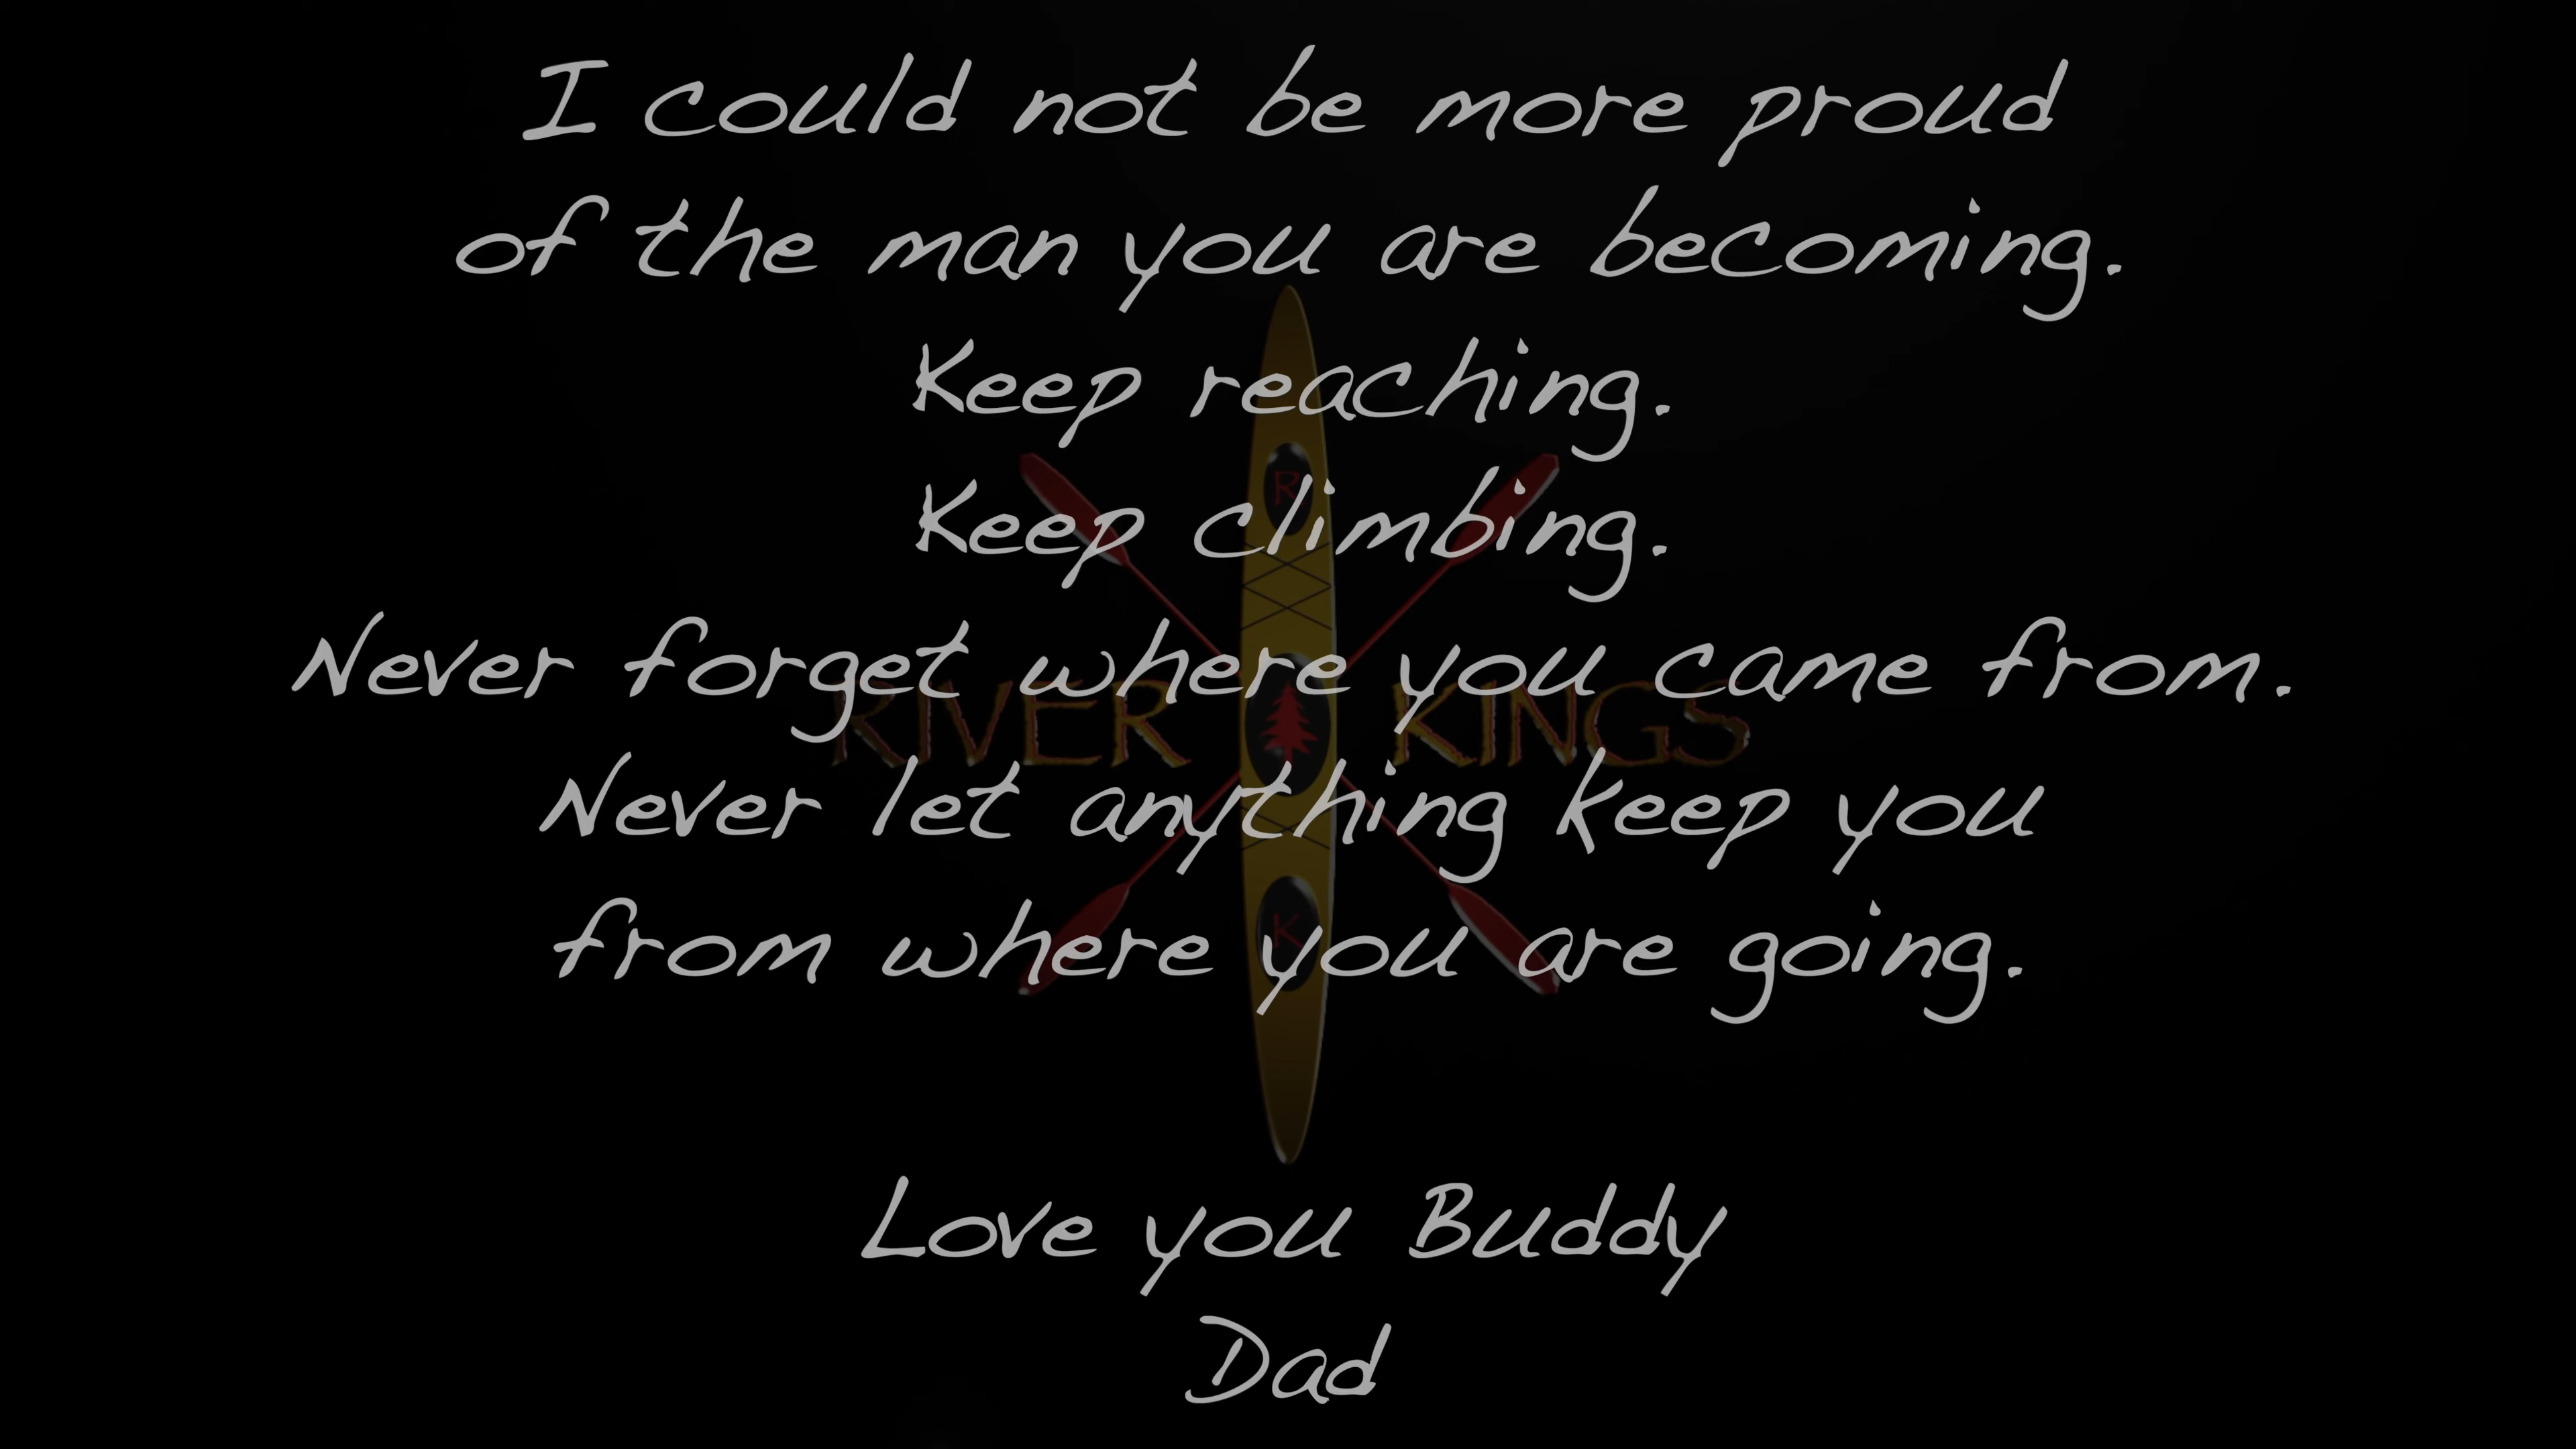 I could not be more proud
of the man you are becoming.
Keep reaching.
R
Keep climbing.
Never forget where you came from.
RIVER KINGS
Never let anything keep you
from where you are going.
K
Love you Buddy
Dad